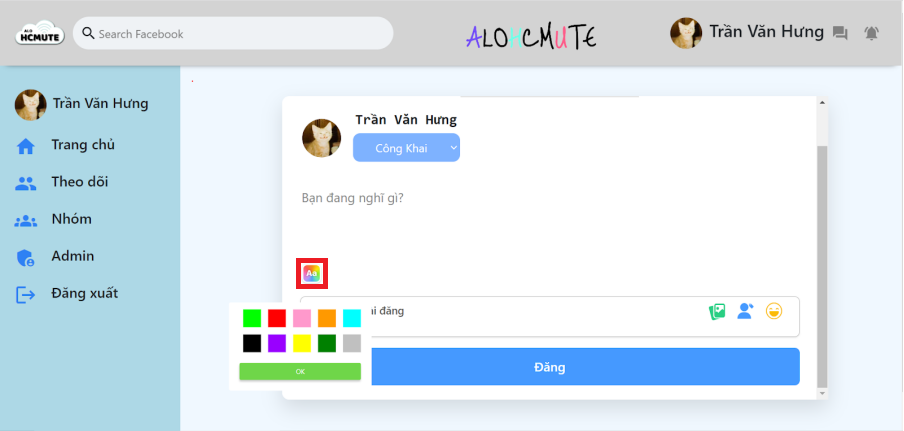 ALO
HCMUTE
Search Facebook
ALOHCMUTE
Trần Văn Hưng
Trần Văn Hưng
Trang chủ
Theo dõi
Nhóm
Admin
Đăng xuất
Trần Văn Hưng
Công Khai
Bạn đang nghĩ gì?
Aa
đăng
OK
Đăng